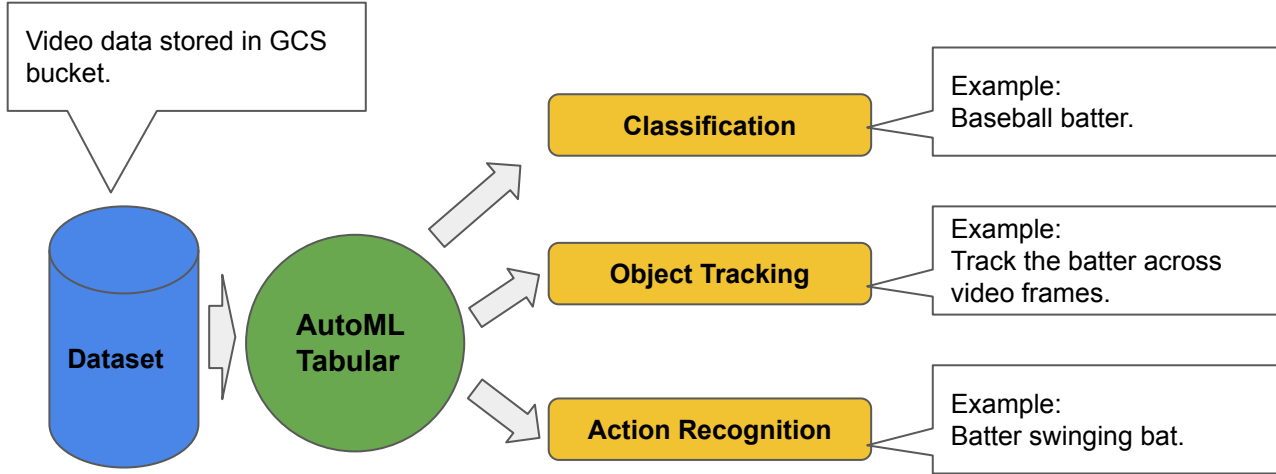 Video data stored in GCS
bucket.
Dataset
AutoML
Tabular
Classification
Example:
Baseball batter.
Object Tracking
Example:
Track the batter across
video frames.
Action Recognition
Example:
Batter swinging bat.